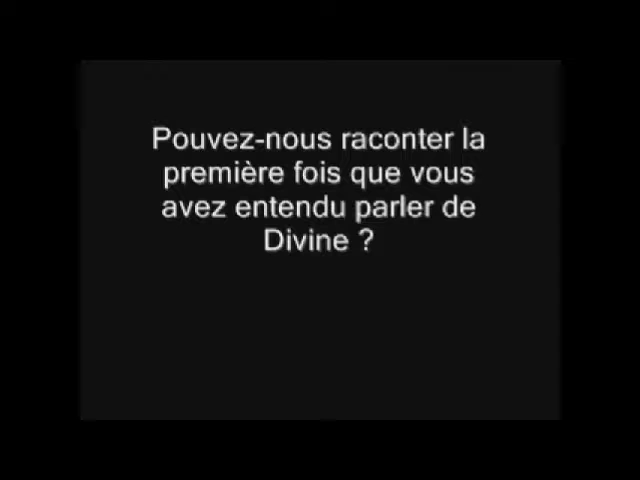 Pouvez-nous raconter la
première fois que vous
avez entendu parler de
Divine ?